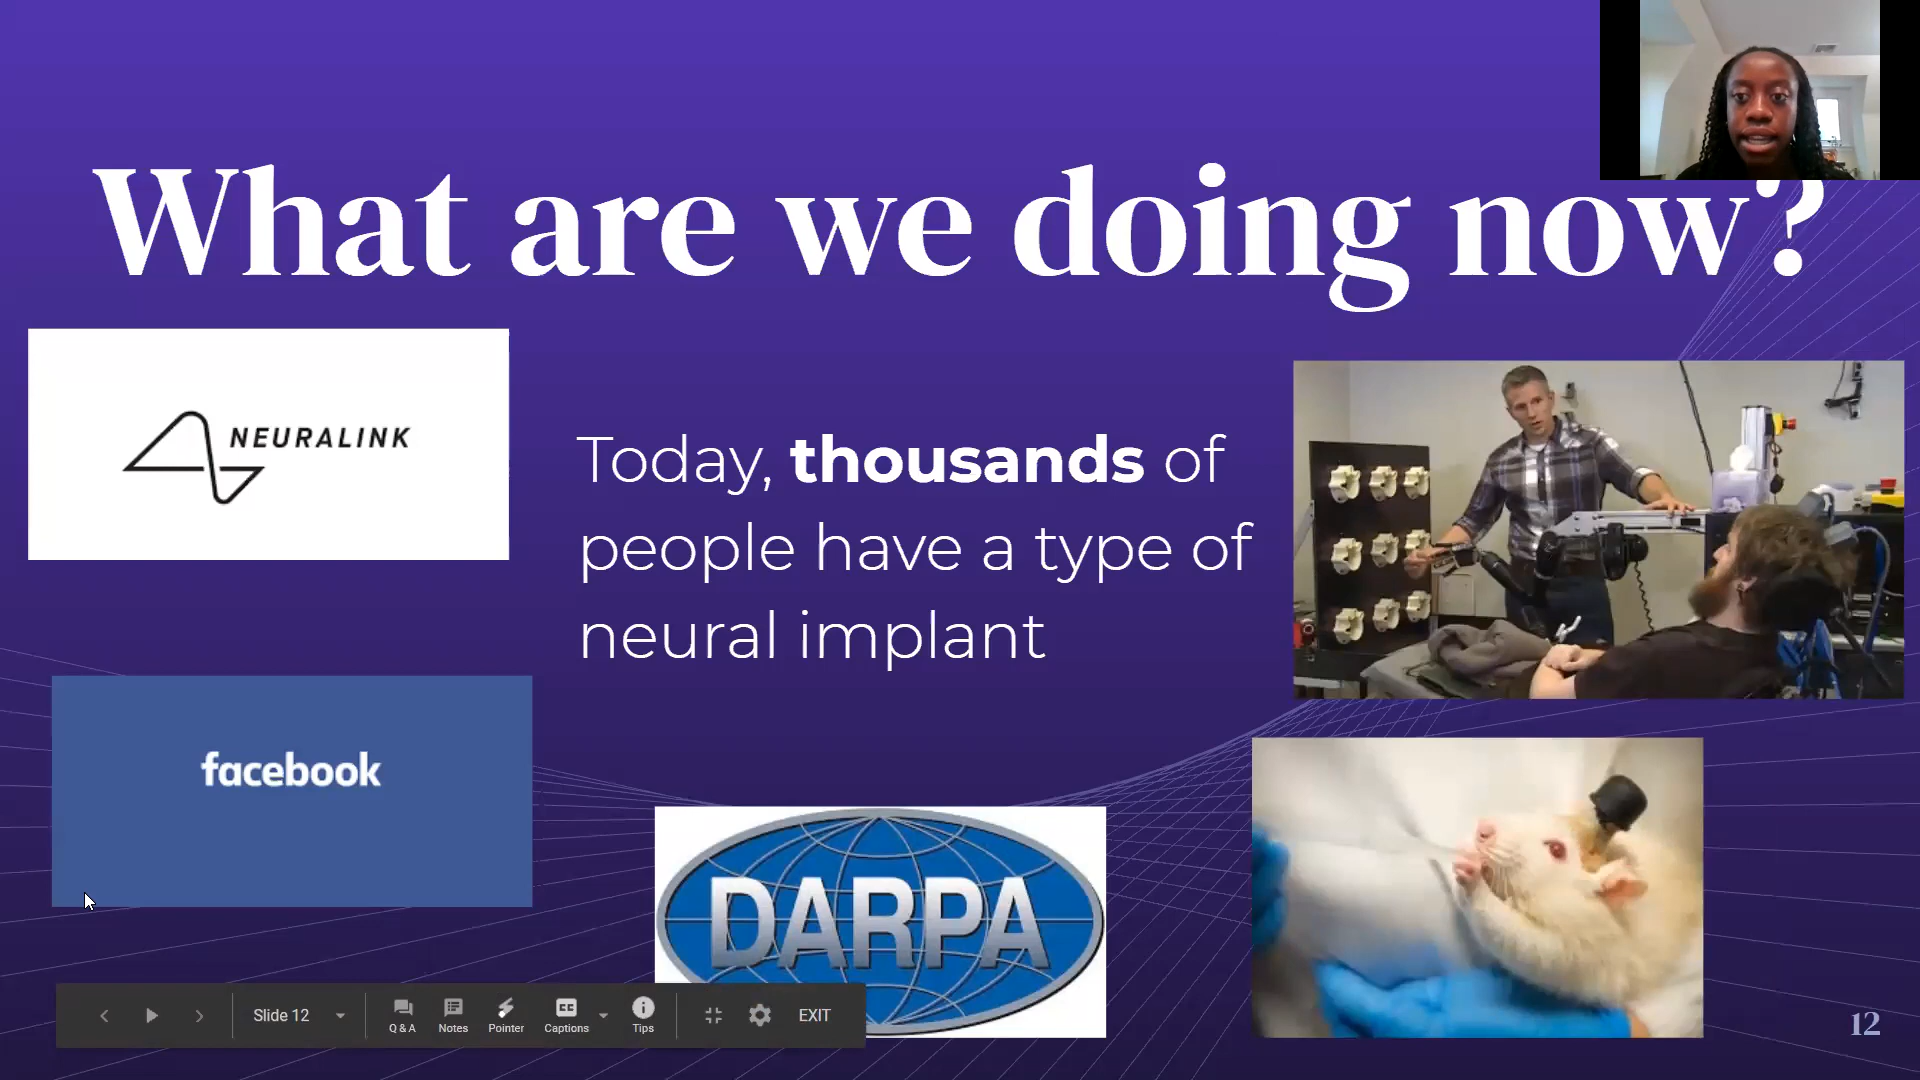 What are we doing now?
NEURALINK
Today, thousands of
people have a type of
neural implant
facebook
DARPA
Slide 12
Q & A
Notes
Pointer
CC
Captions
Tips
EXIT
12